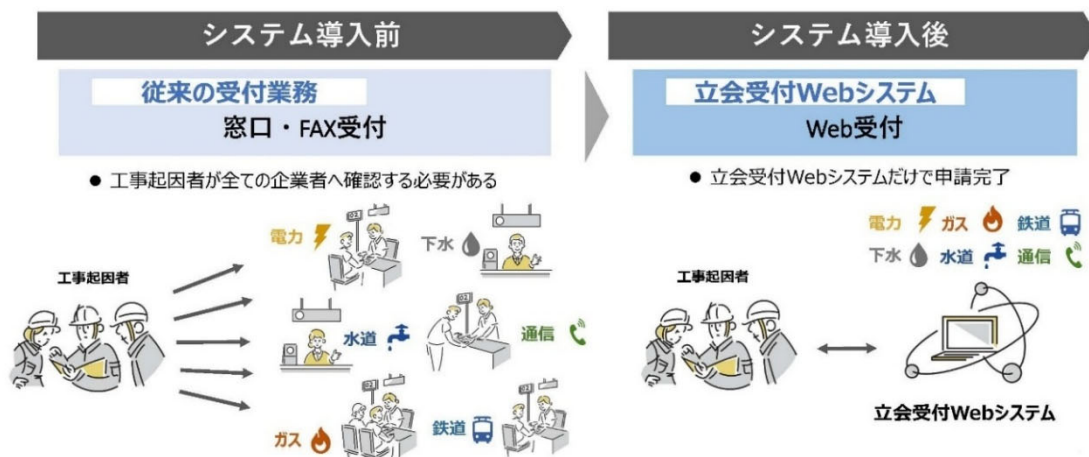 システム導入前
従来の受付業務
窓口・FAX受付
● 工事起因者が全ての企業者へ確認する必要がある
工事起因者
電力
下水
水道
通信
ガス
鉄道
システム導入後
立会受付Webシステム
Web受付
● 立会受付Webシステムだけで申請完了
電力 ガス 鉄道
下水 水道 通信
工事起因者
立会受付Webシステム